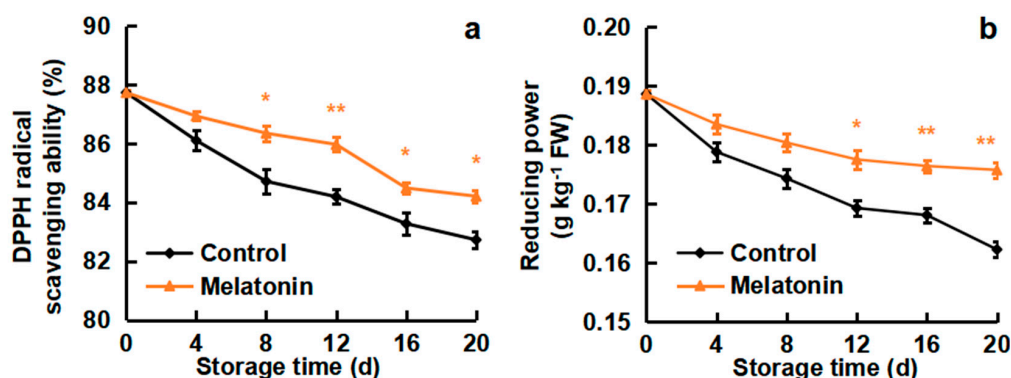 a
DPPH radical
scavenging ability (%)
90
88
86
84
82
80
* ** * *
Control
Melatonin
0 4 8 12 16 20
Storage time (d)
b
Reducing power
(g kg⁻¹ FW)
0.20
0.19
0.18
0.17
0.16
0.15
* ** **
Control
Melatonin
0 4 8 12 16 20
Storage time (d)